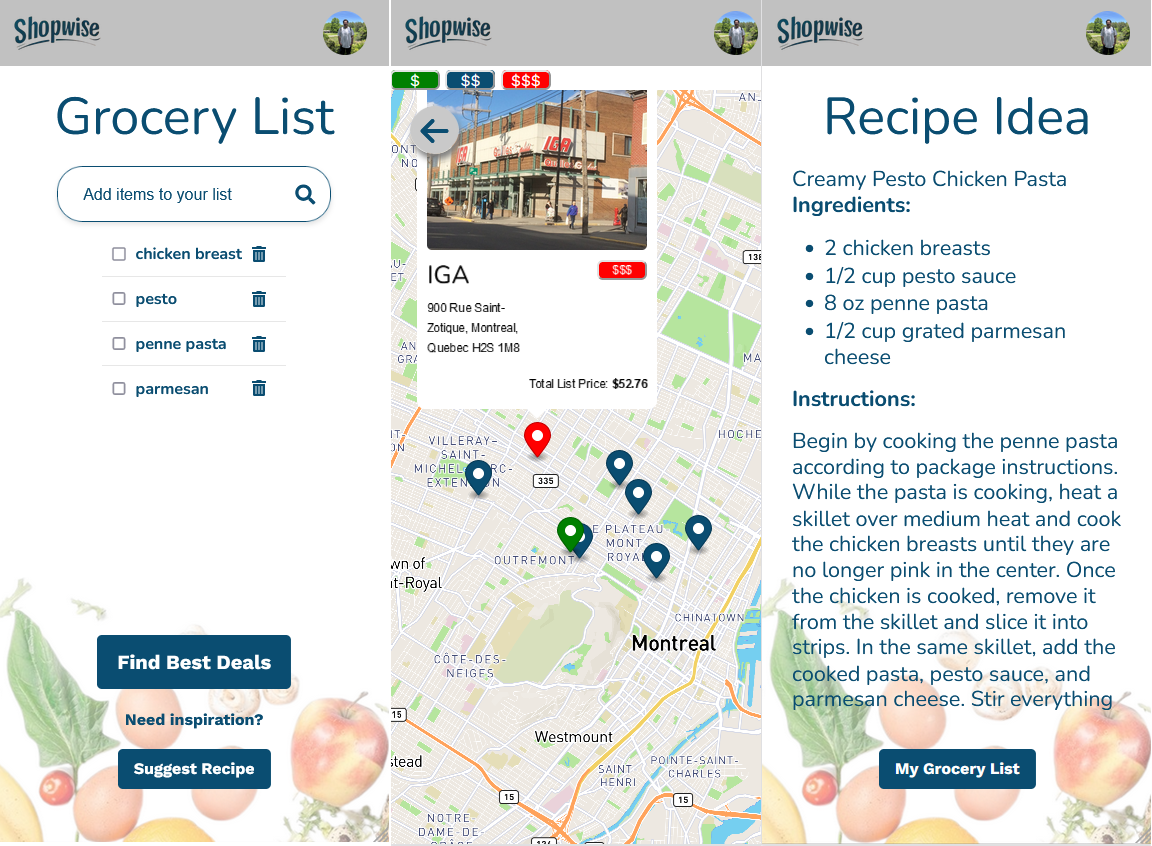 Shopwise
Grocery List
Add items to your list
chicken breast
pesto
penne pasta
parmesan
Find Best Deals
Need inspiration?
Suggest Recipe
Shopwise
$ $$ $$$
IGA
IGA
IGA
$$$
900 Rue Saint-
Zotique, Montreal,
Quebec H2S 1M8
Total List Price: $52.76
138
HOCHE
VILLERAY–
SAINT-
EXTENSION
335
E PLATEAU
MONT
ROYA
OUTREMONT
wn of
t-Royal
CHINATOWN
Montreal
CÔTE-DES-
NEIGES
15
Westmount
stead
SAINT
HENRI
POINTE-SAINT-
CHARLES
15
15
NOTRE
DAME-DE-
Shopwise
Recipe Idea
Creamy Pesto Chicken Pasta
Ingredients:
2 chicken breasts
1/2 cup pesto sauce
8 oz penne pasta
1/2 cup grated parmesan
cheese
Instructions:
Begin by cooking the penne pasta
according to package instructions.
While the pasta is cooking, heat a
skillet over medium heat and cook
the chicken breasts until they are
no longer pink in the center. Once
the chicken is cooked, remove it
from the skillet and slice it into
strips. In the same skillet, add the
cooked pasta, pesto sauce, and
parmesan cheese. Stir everything
My Grocery List